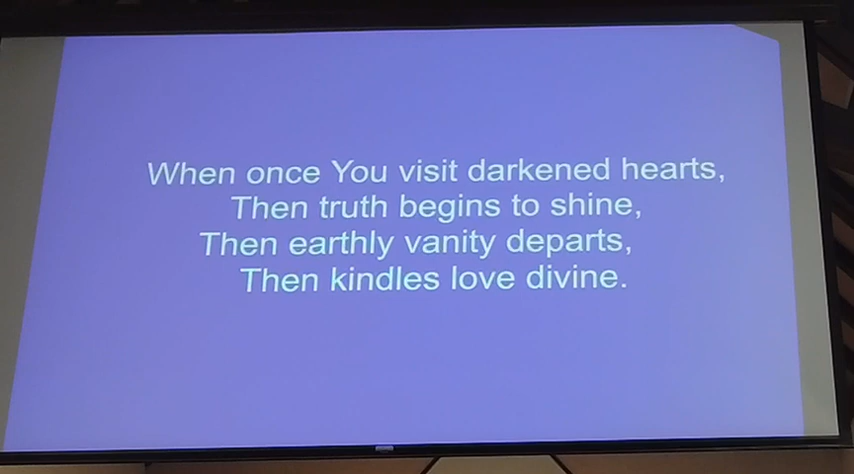 When once You visit darkened hearts,
Then truth begins to shine,
Then earthly vanity departs,
Then kindles love divine.